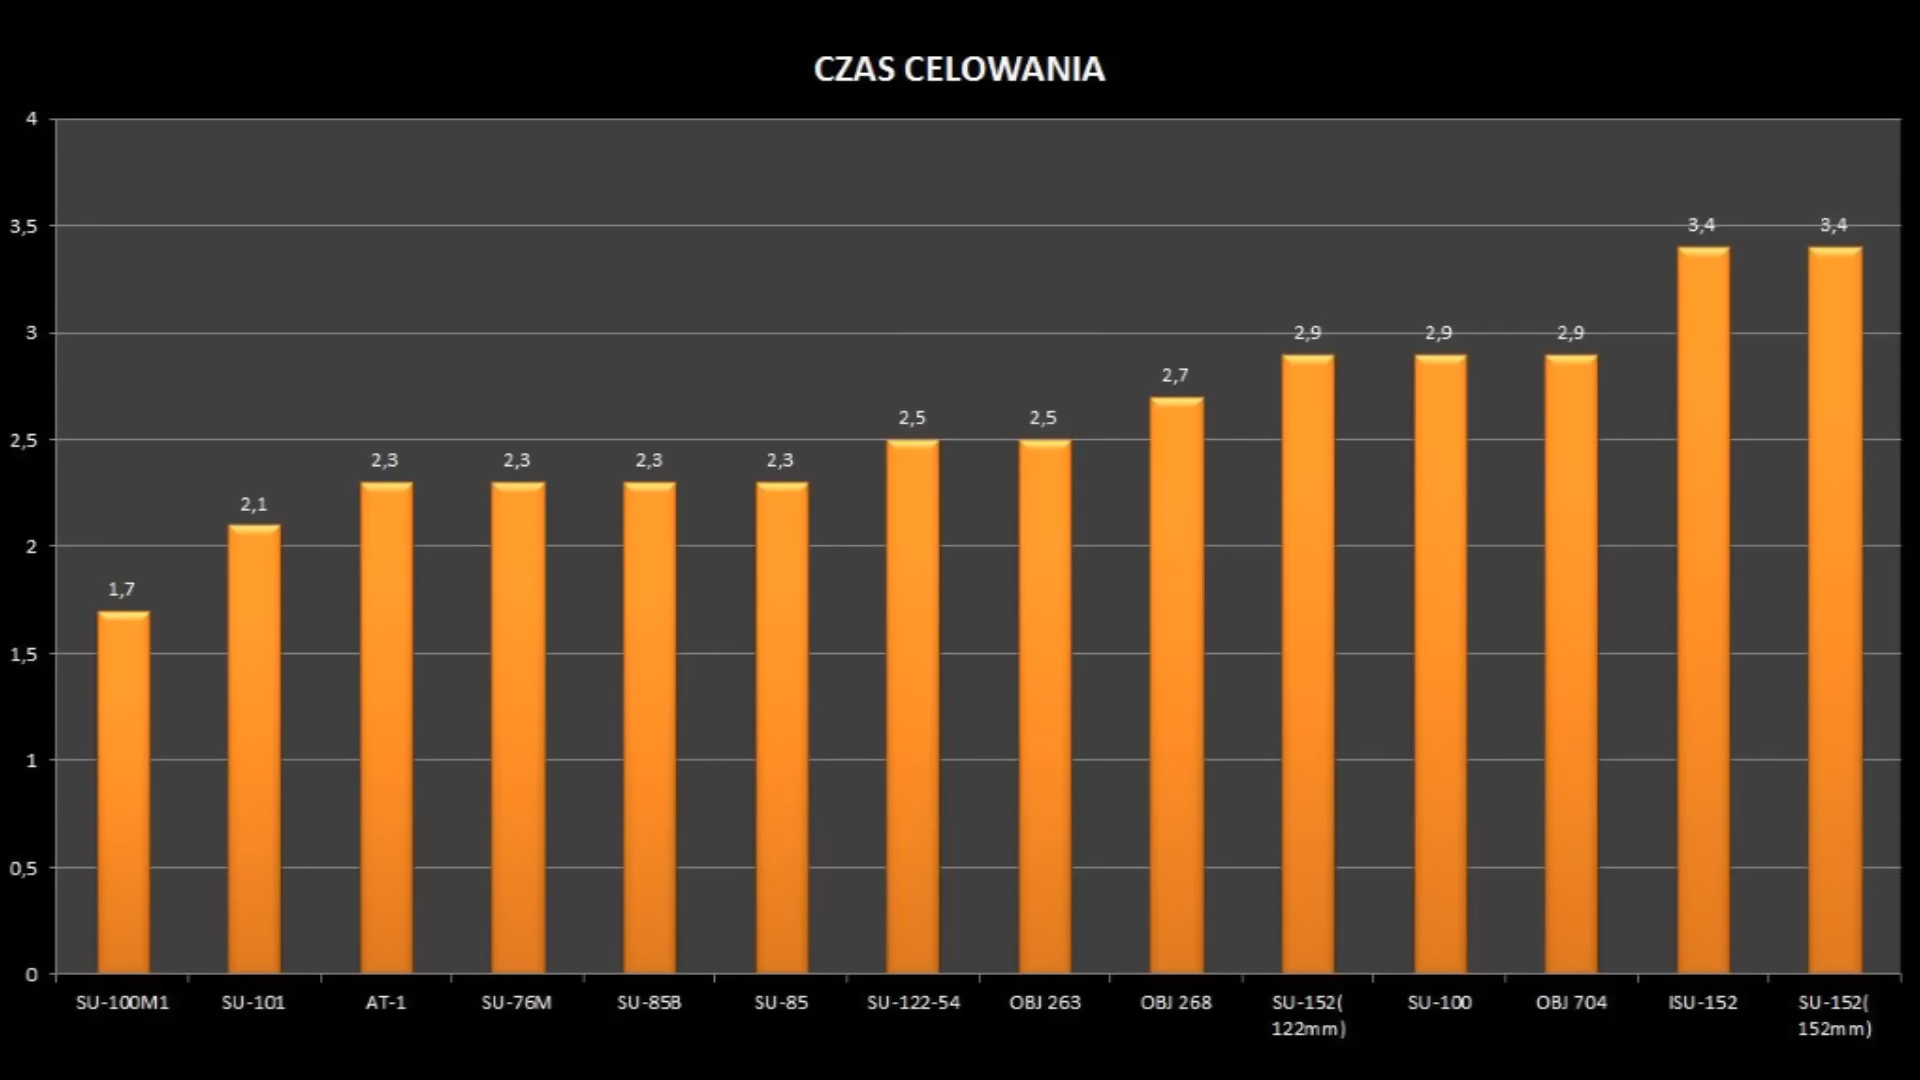 CZAS CELOWANIA
4
3,5
3
2,5
2
1,5
1
0,5
0
1,7
2,1
2,3
2,3
2,3
2,3
2,5
2,5
2,7
2,9
2,9
2,9
3,4
3,4
SU-100M1
SU-101
AT-1
SU-76M
SU-85B
SU-85
SU-122-54
OBJ 263
OBJ 268
SU-152(
122mm)
SU-100
OBJ 704
ISU-152
SU-152(
152mm)